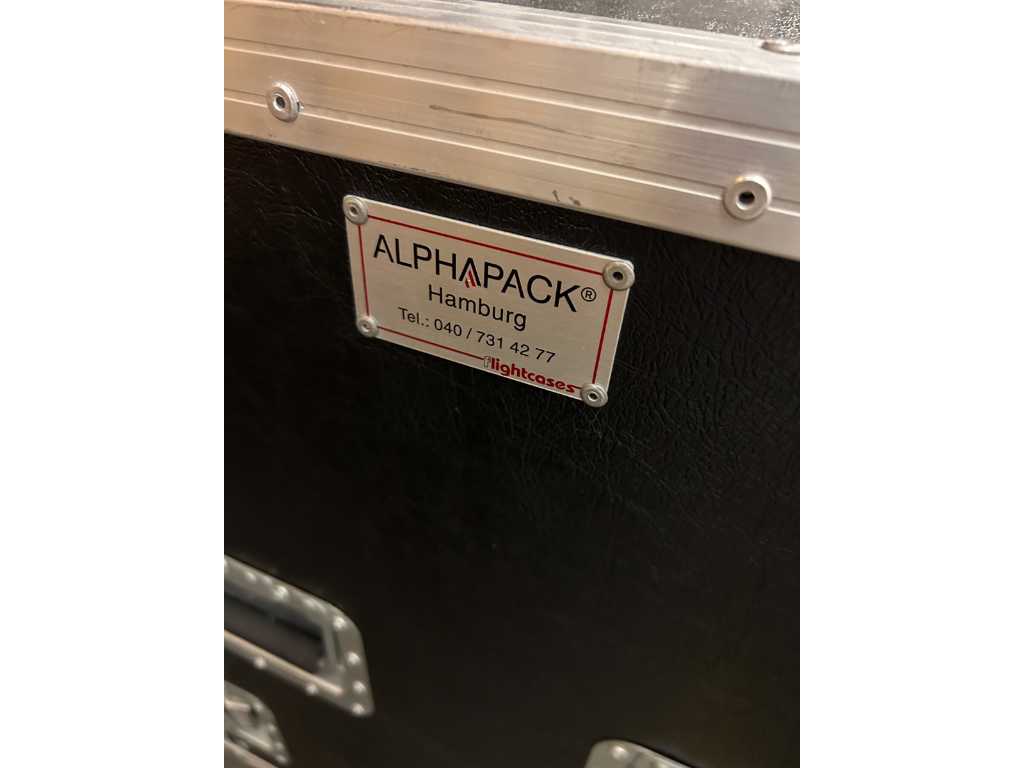 ALPHAPACK®
Hamburg
Tel.: 040 / 731 42 77
flightcases